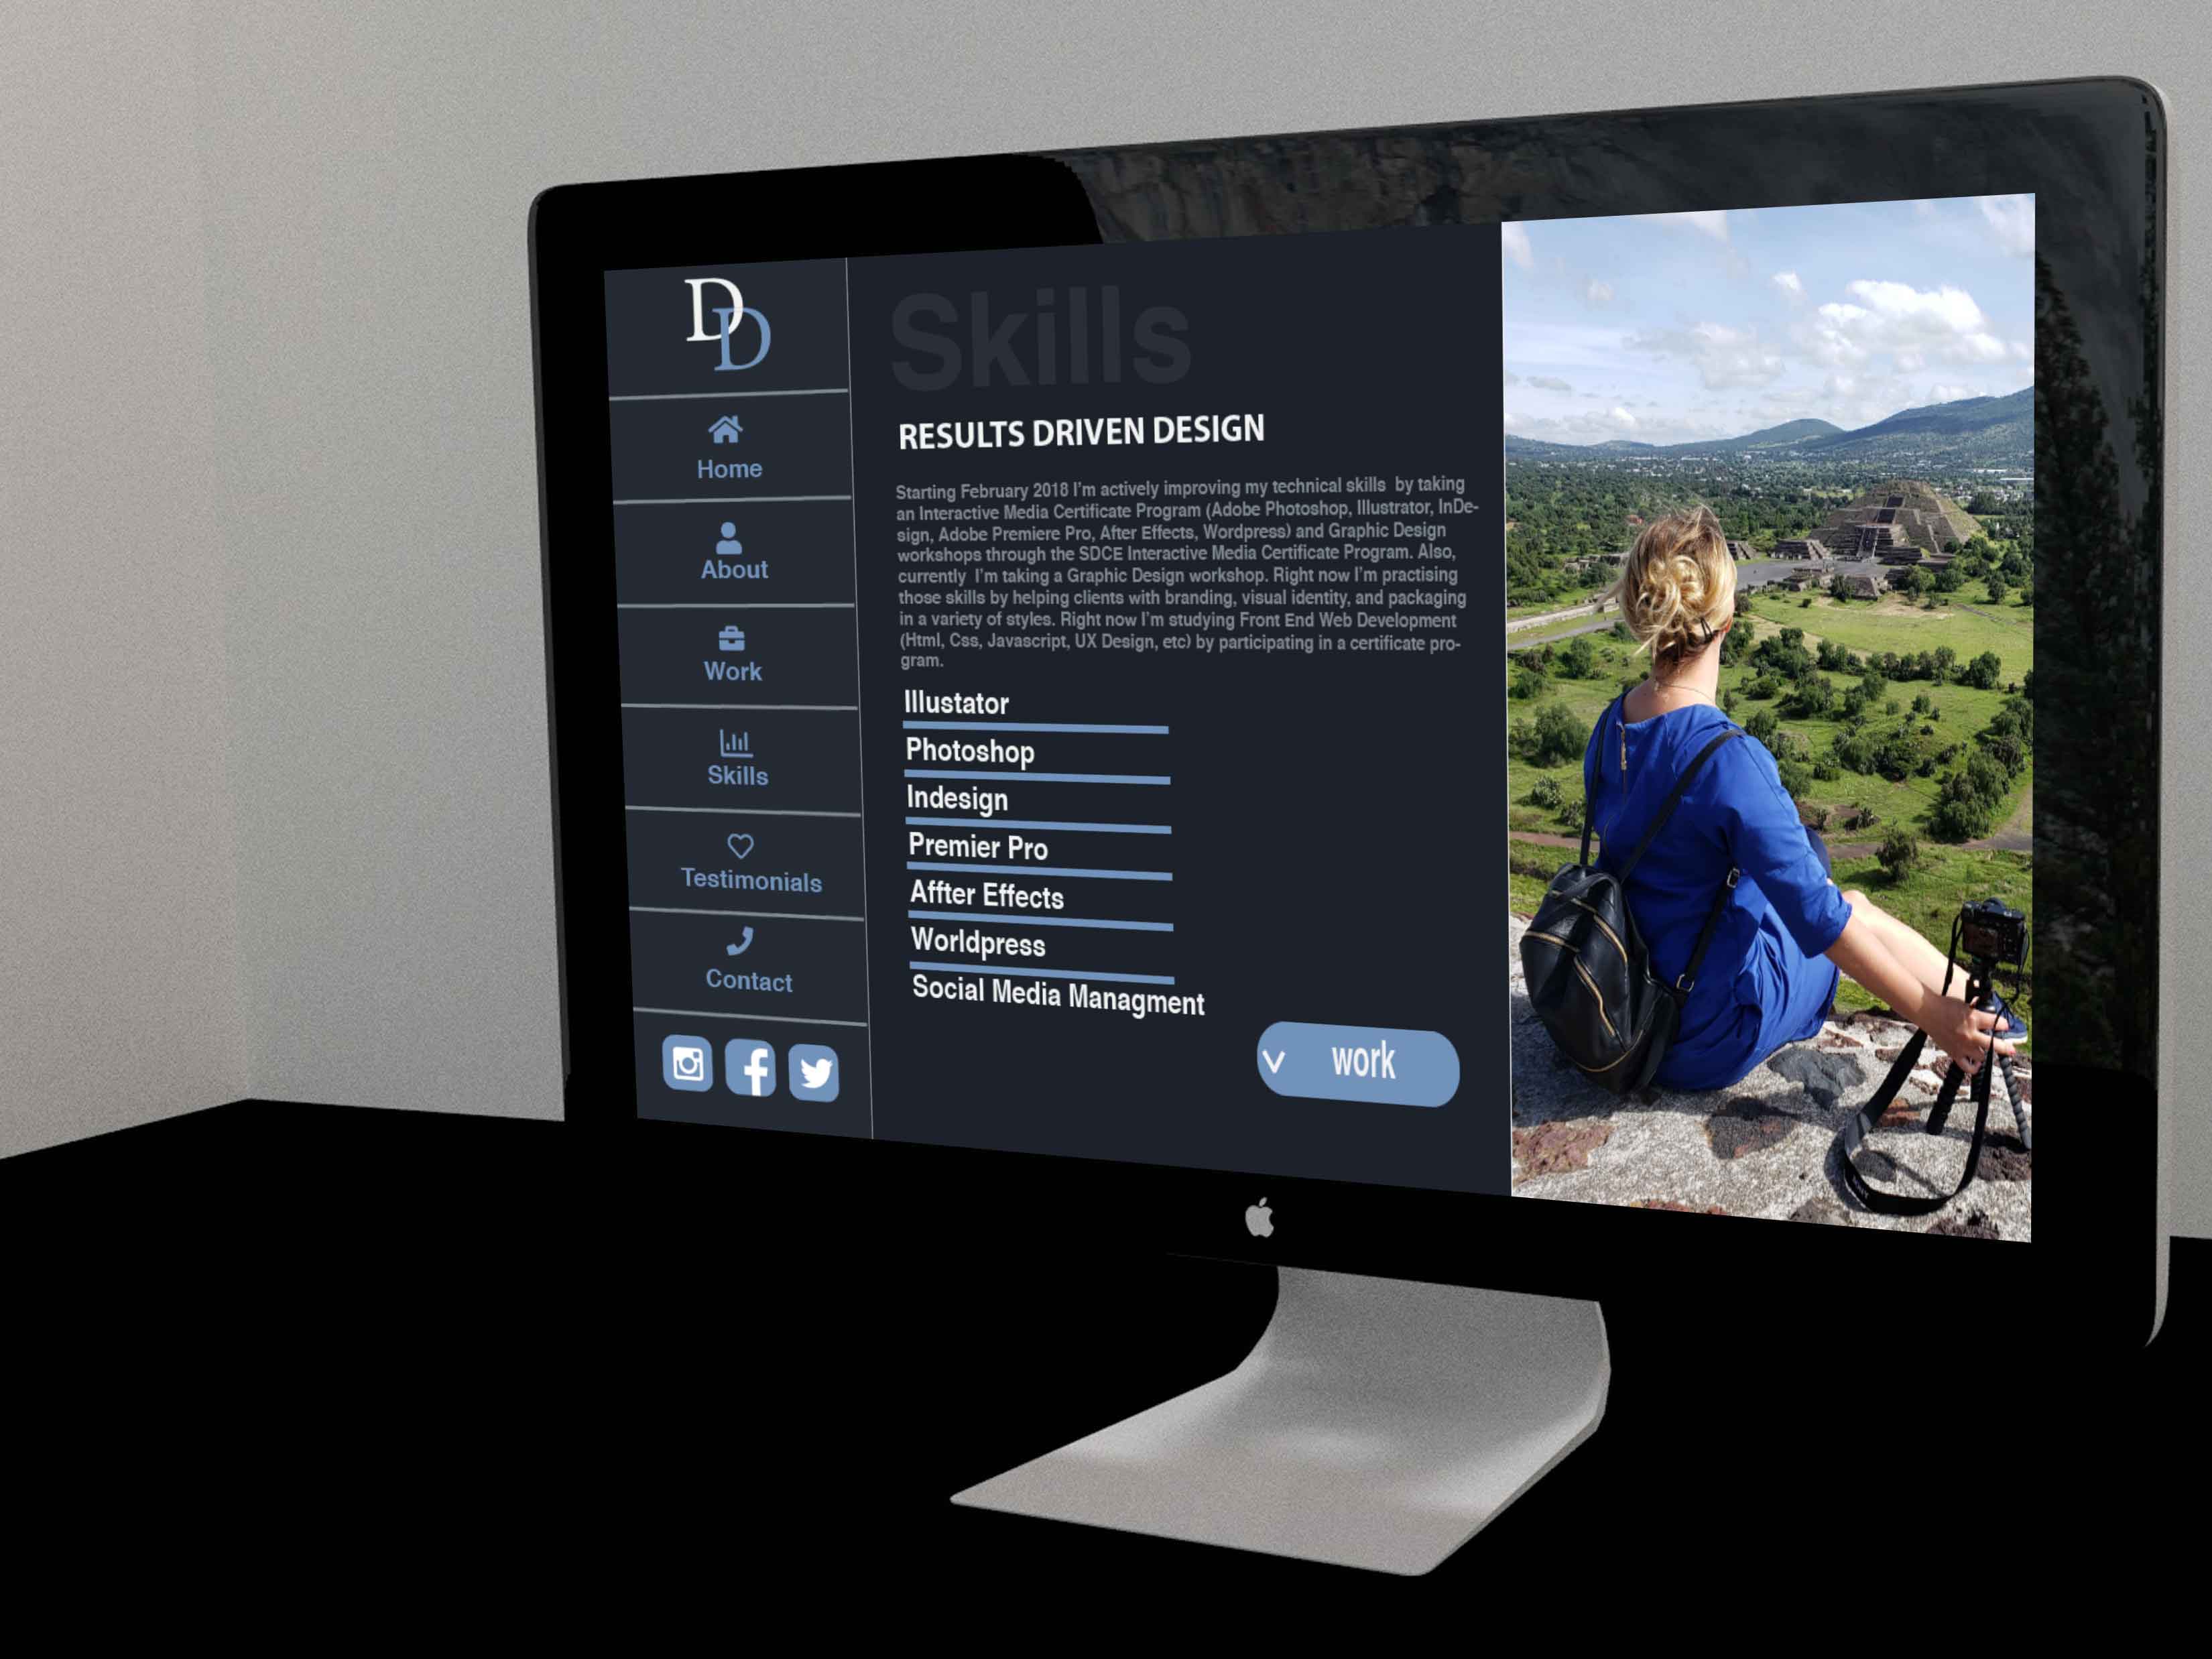 DD
Home
About
Work
Skills
Testimonials
Contact
Skills
RESULTS DRIVEN DESIGN
Starting February 2018 I'm actively improving my technical skills by taking
an Interactive Media Certificate Program (Adobe Photoshop, Illustrator, InDe-
sign, Adobe Premiere Pro, After Effects, Wordpress) and Graphic Design
workshops through the SDCE Interactive Media Certificate Program. Also,
currently I'm taking a Graphic Design workshop. Right now I'm practising
those skills by helping clients with branding, visual identity, and packaging
in a variety of styles. Right now I'm studying Front End Web Development
(Html, Css, Javascript, UX Design, etc) by participating in a certificate pro-
gram.
Illustator
Photoshop
Indesign
Premier Pro
Affter Effects
Worldpress
Social Media Managment
work